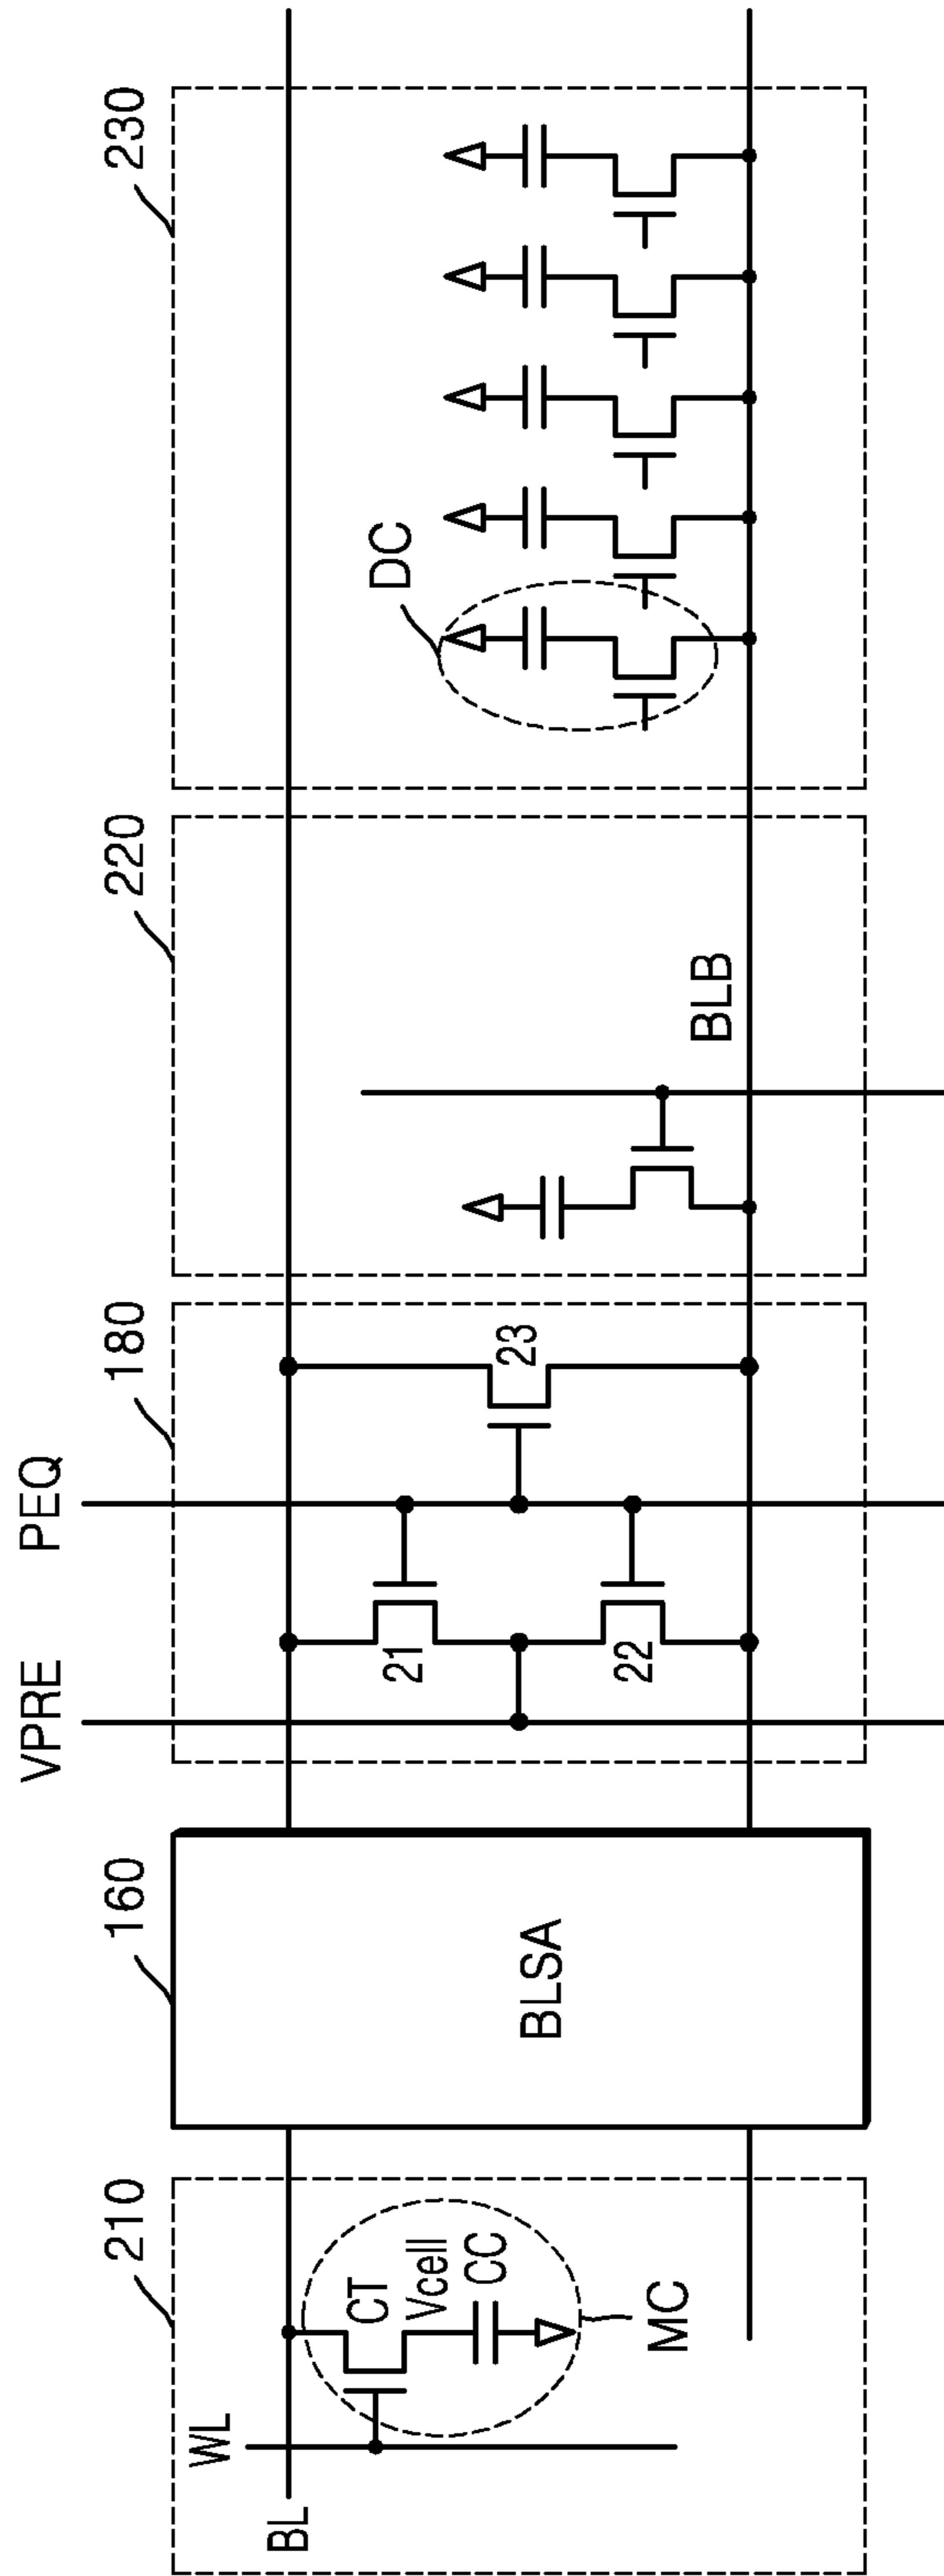 210
160
180
220
230
VPRE
PEQ
WL
BL
CT
Vcell
CC
MC
BLSA
21
22
23
BLB
DC